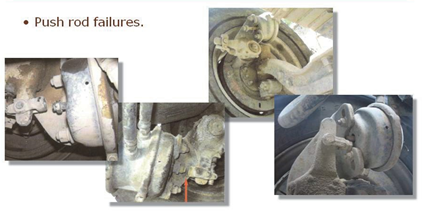 • Push rod failures.